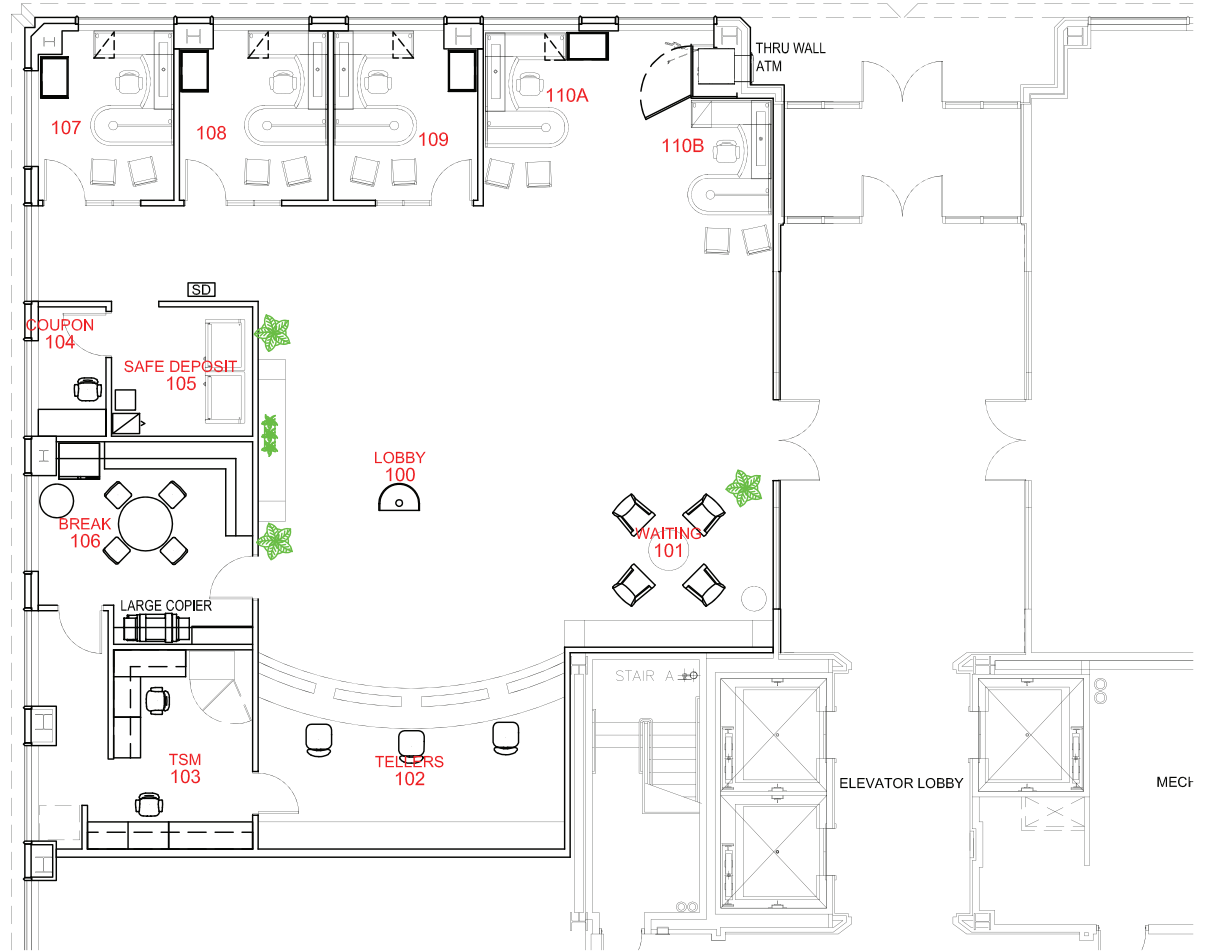 H
H
H
H
H
THRU WALL
ATM
107
108
109
110A
110B
SD
COUPON
104
SAFE DEPOSIT
105
H
LOBBY
100
BREAK
106
WAITING
101
LARGE COPIER
STAIR A
H
TSM
103
TELLERS
102
ELEVATOR LOBBY
MECH
H